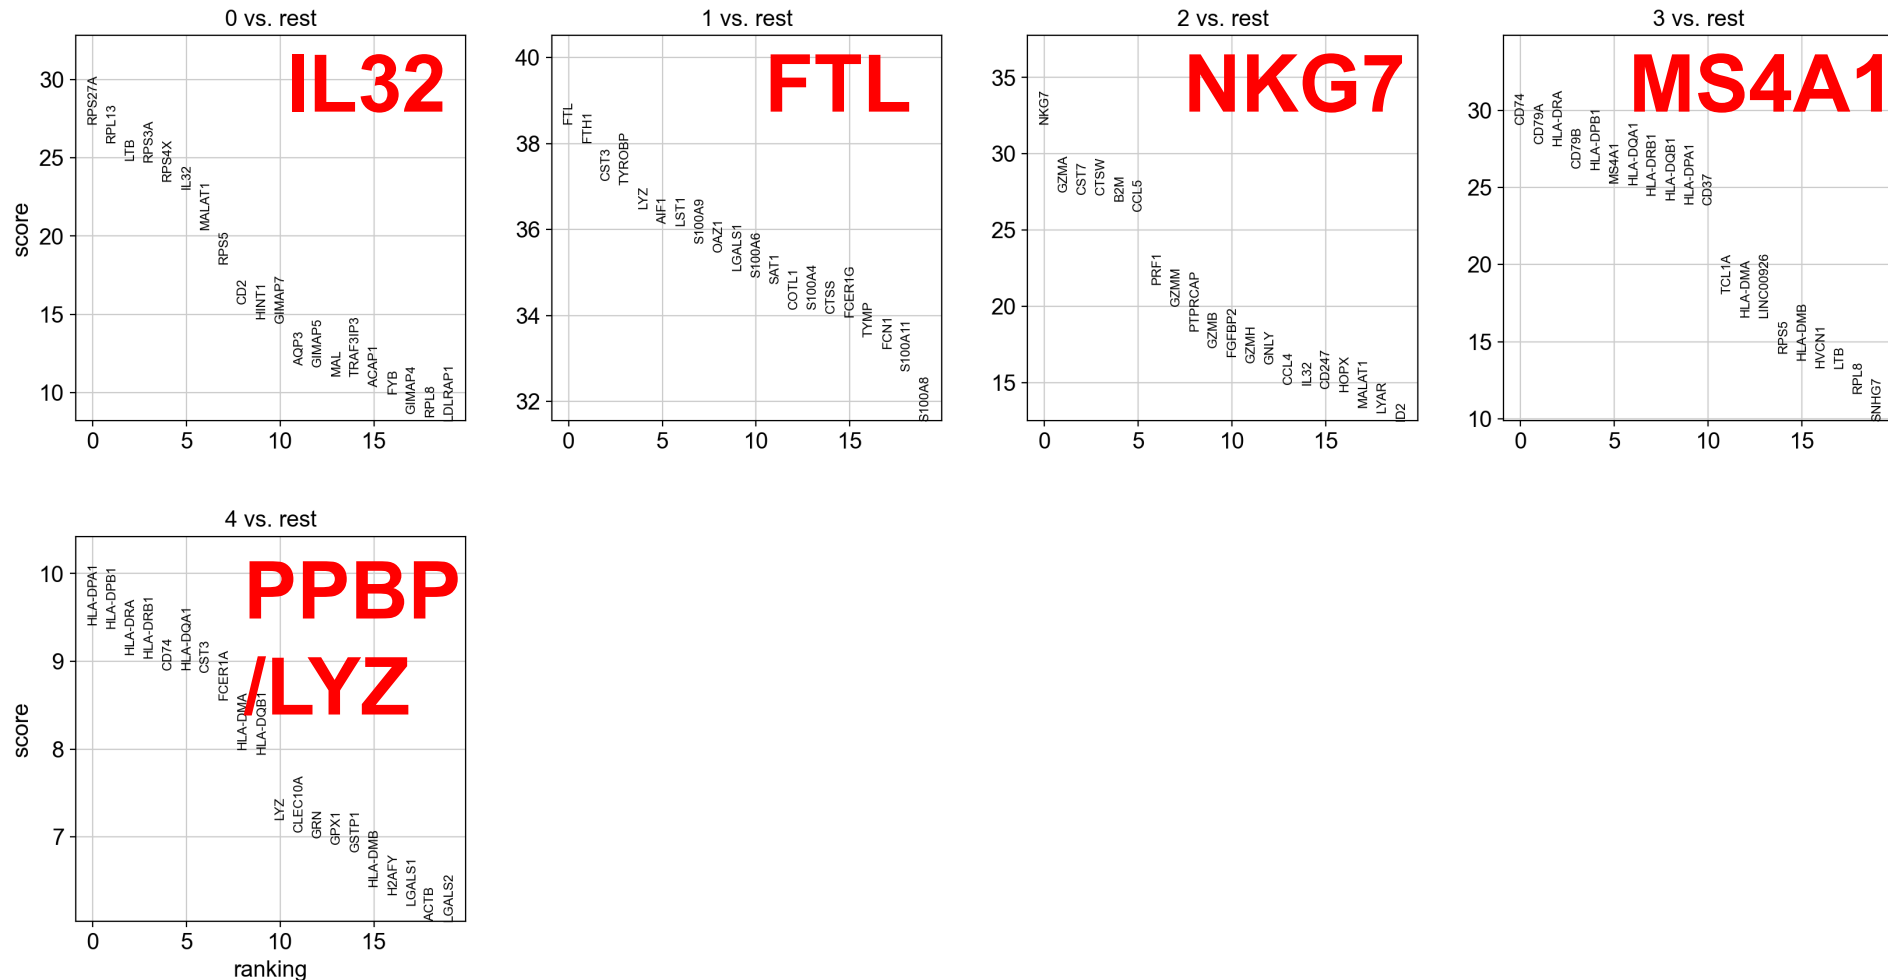 0 vs. rest
IL32
score
30
25
20
15
10
RPS27A
RPL13
LTB
RPS3A
RPS4X
IL32
MALAT1
RPS5
CD2
HINT1
GIMAP7
AQP3
GIMAP5
MAL
TRAF3IP3
ACAP1
FYB
GIMAP4
RPL8
LDLRAP1
0 5 10 15
1 vs. rest
FTL
40
38
36
34
32
FTL
FTH1
CST3
TYROBP
LYZ
AIF1
LST1
S100A9
OAZ1
LGALS1
S100A6
SAT1
COTL1
S100A4
CTSS
FCER1G
TYMP
FCN1
S100A11
S100A8
0 5 10 15
2 vs. rest
NKG7
35
30
25
20
15
NKG7
GZMA
CST7
CTSW
B2M
CCL5
PRF1
GZMM
PTPRCAP
GZMB
FGFBP2
GZMH
GNLY
CCL4
IL32
CD247
HOPX
MALAT1
LYAR
ID2
0 5 10 15
3 vs. rest
MS4A1
30
25
20
15
10
CD74
CD79A
HLA-DRA
CD79B
HLA-DPB1
MS4A1
HLA-DQA1
HLA-DRB1
HLA-DQB1
HLA-DPA1
CD37
TCL1A
HLA-DMA
LINC00926
RPS5
HLA-DMB
HVCN1
LTB
RPL8
SNHG7
0 5 10 15
4 vs. rest
PPBP
/LYZ
score
10
9
8
7
HLA-DPA1
HLA-DPB1
HLA-DRA
HLA-DRB1
CD74
HLA-DQA1
CST3
FCER1A
HLA-DMA
HLA-DQB1
LYZ
CLEC10A
GRN
GPX1
GSTP1
HLA-DMB
H2AFY
LGALS1
ACTB
LGALS2
0 5 10 15
ranking